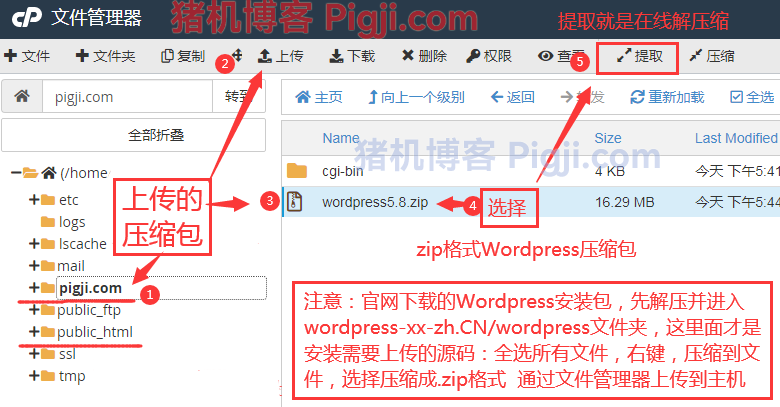 cP 文件管理器
猪机博客 Pigji.com
提取就是在线解压缩
文件 文件夹 复制 2 上传 下载 删除 权限 查看 5 提取 压缩
pigji.com 转到
主页 向上一个级别 返回 重新加载 全选
全部折叠
Name Size Last Modified
猪机博客 Pigji.com
cgi-bin 4 KB 今天 下午5:41
3 wordpress5.8.zip 4 选择 16.29 MB 今天 下午5:44
(/home
etc
logs
lscache
mail
pigji.com 1
public_ftp
public_html
ssl
tmp
上传的
压缩包
zip格式Wordpress压缩包
注意：官网下载的Wordpress安装包，先解压并进入
wordpress-xx-zh.CN/wordpress文件夹，这里面才是
安装需要上传的源码：全选所有文件，右键，压缩到文
件，选择压缩成.zip格式 通过文件管理器上传到主机